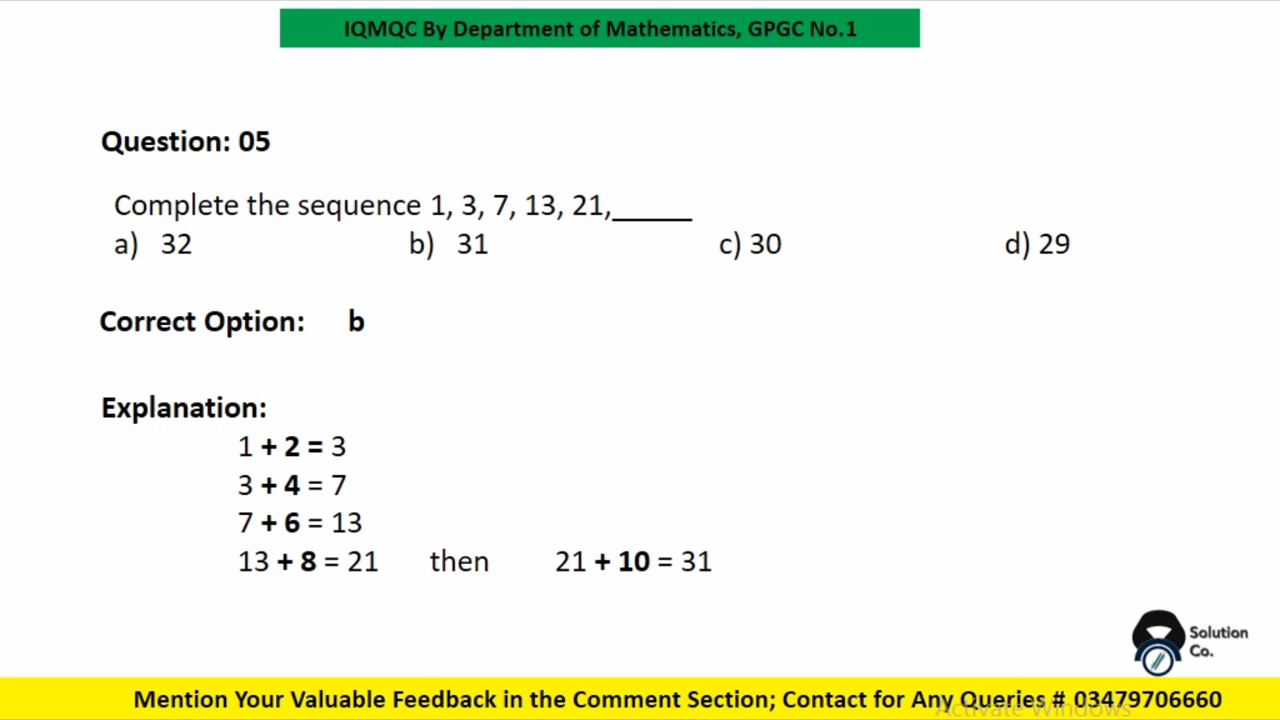 IQMQC By Department of Mathematics, GPGC No.1
Question: 05
Complete the sequence 1, 3, 7, 13, 21,_____
a) 32 b) 31 c) 30 d) 29
Correct Option: b
Explanation:
1 + 2 = 3
3 + 4 = 7
7 + 6 = 13
13 + 8 = 21 then 21 + 10 = 31
Solution
Co.
Mention Your Valuable Feedback in the Comment Section; Contact for Any Queries # 03479706660
Activate Windows